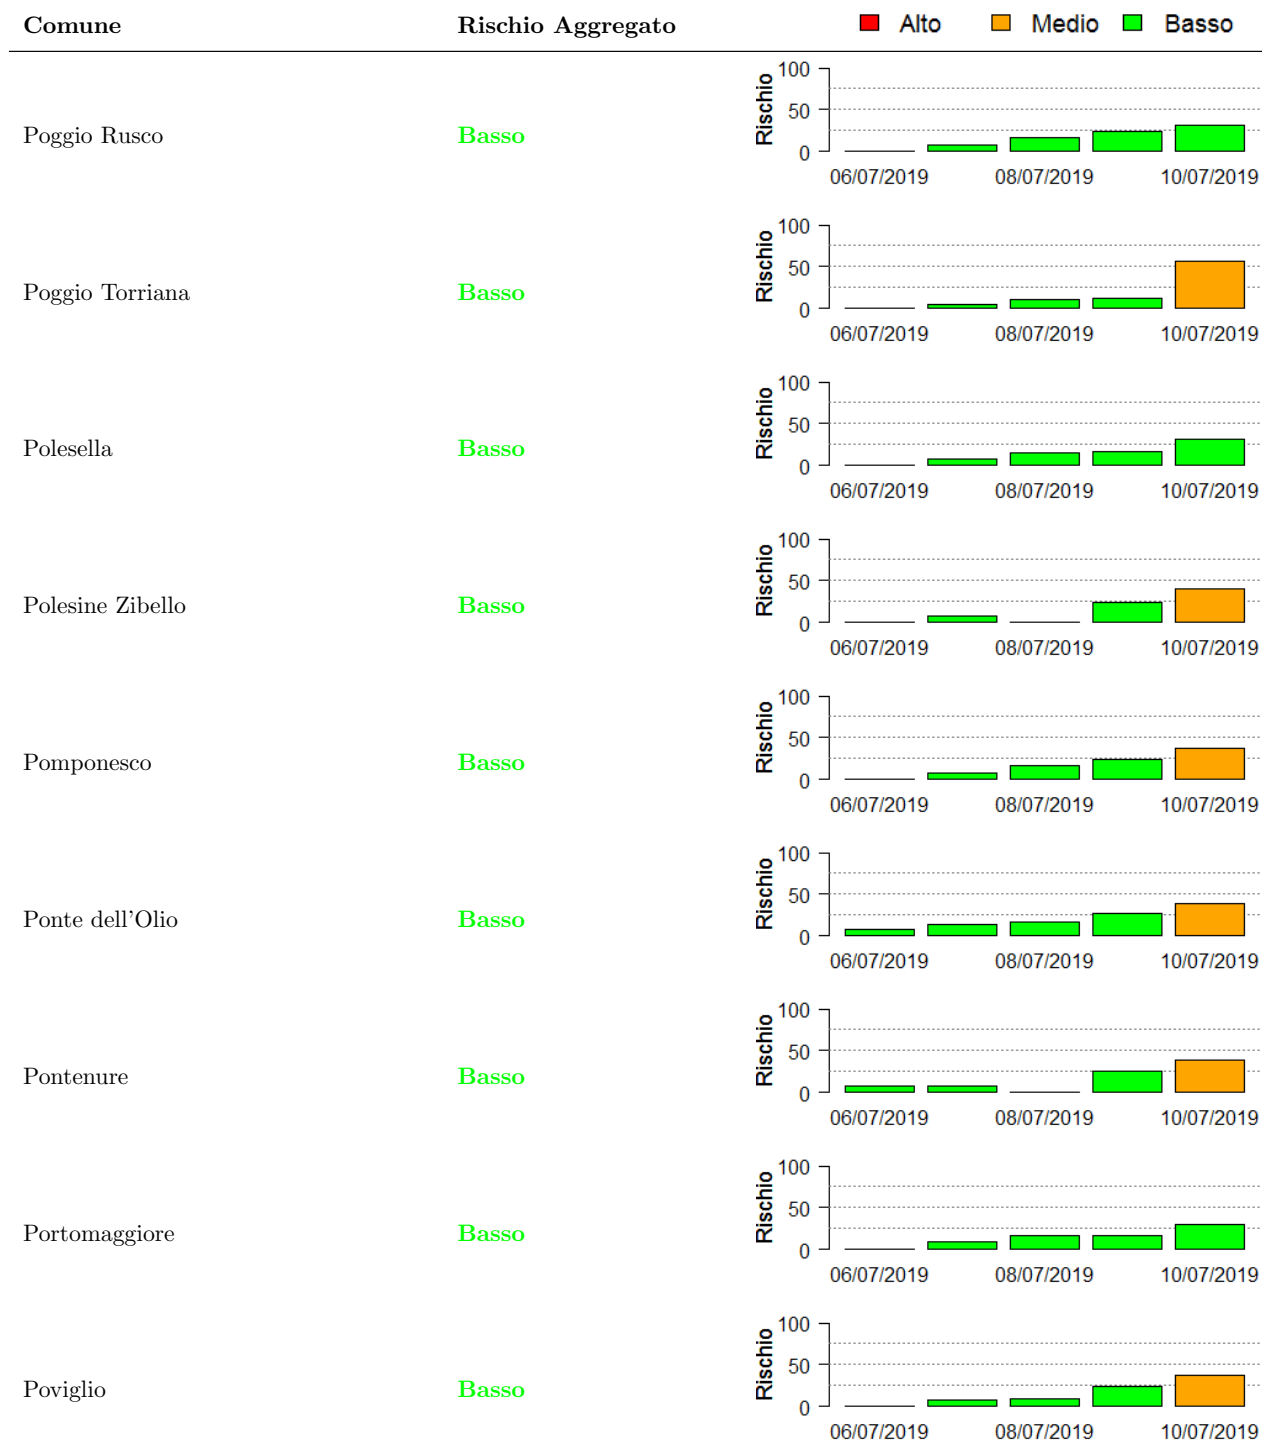 Comune Rischio Aggregato Alto Medio Basso
Poggio Rusco Basso Rischio 100 50 0
06/07/2019 08/07/2019 10/07/2019
Poggio Torriana Basso Rischio 100 50 0
06/07/2019 08/07/2019 10/07/2019
Polesella Basso Rischio 100 50 0
06/07/2019 08/07/2019 10/07/2019
Polesine Zibello Basso Rischio 100 50 0
06/07/2019 08/07/2019 10/07/2019
Pomponesco Basso Rischio 100 50 0
06/07/2019 08/07/2019 10/07/2019
Ponte dell'Olio Basso Rischio 100 50 0
06/07/2019 08/07/2019 10/07/2019
Pontenure Basso Rischio 100 50 0
06/07/2019 08/07/2019 10/07/2019
Portomaggiore Basso Rischio 100 50 0
06/07/2019 08/07/2019 10/07/2019
Poviglio Basso Rischio 100 50 0
06/07/2019 08/07/2019 10/07/2019